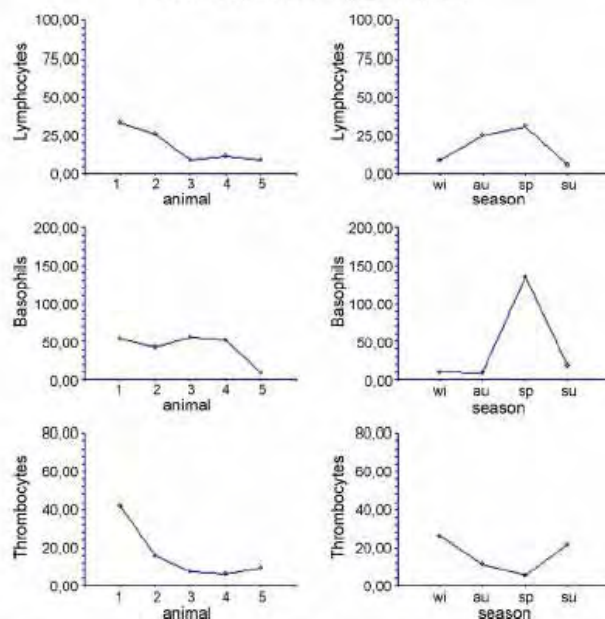 Lymphocytes
100,00
75,00
50,00
25,00
0,00
1 2 3 4 5
animal
Lymphocytes
100,00
75,00
50,00
25,00
0,00
wi au sp su
season
Basophils
200,00
150,00
100,00
50,00
0,00
1 2 3 4 5
animal
Basophils
200,00
150,00
100,00
50,00
0,00
wi au sp su
season
Thrombocytes
80,00
60,00
40,00
20,00
0,00
1 2 3 4 5
animal
Thrombocytes
80,00
60,00
40,00
20,00
0,00
wi au sp su
season